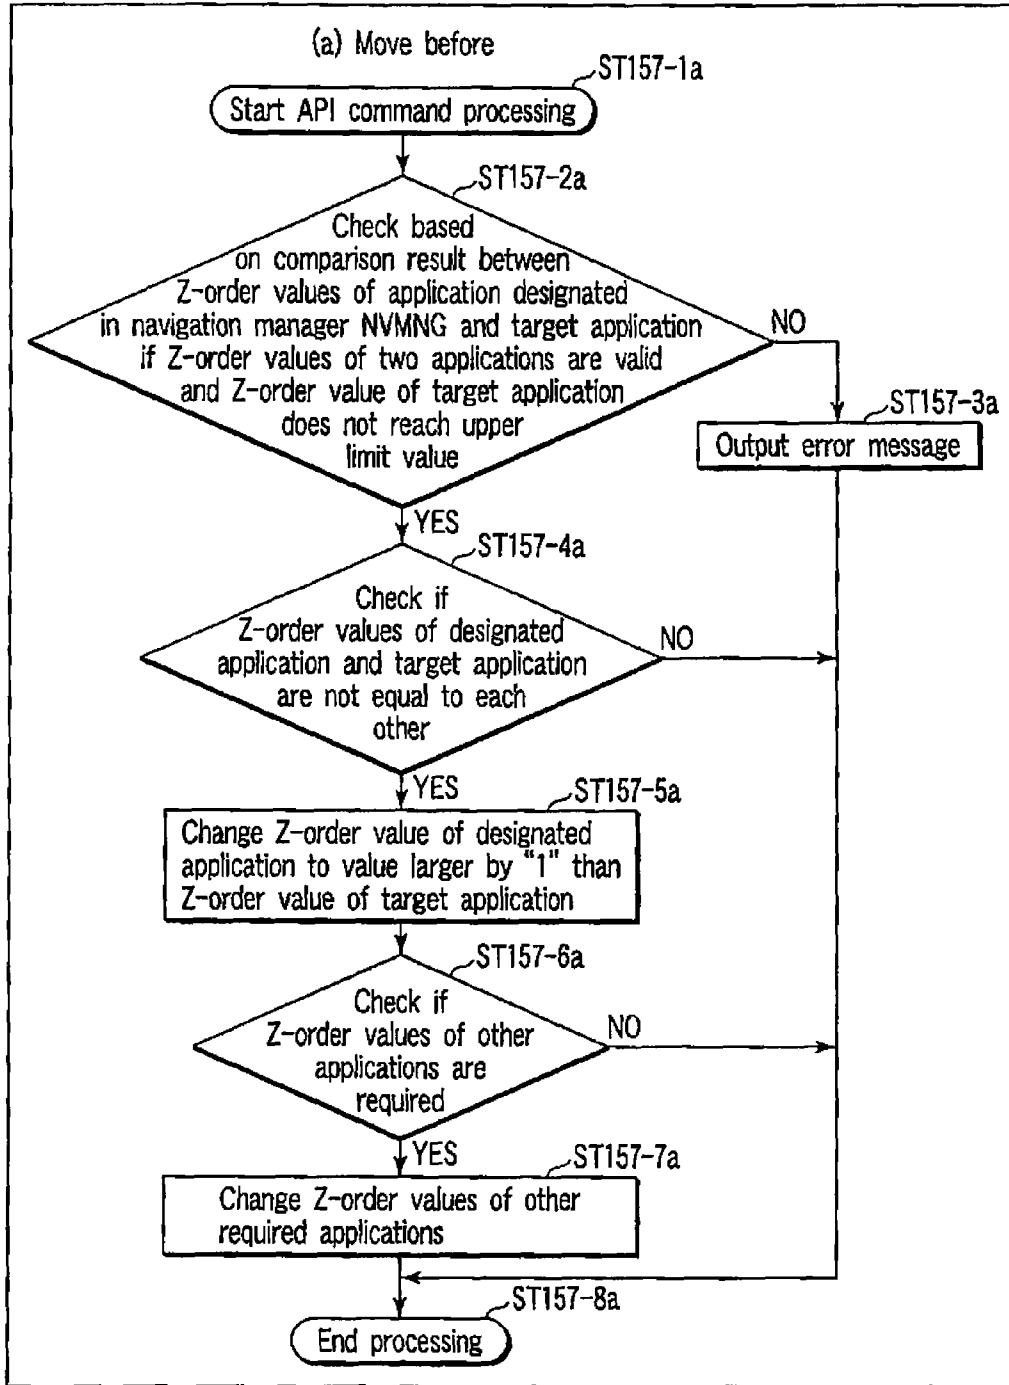 (a) Move before
ST157-1a
Start API command processing
ST157-2a
Check based
on comparison result between
Z-order values of application designated
in navigation manager NVMNG and target application
if Z-order values of two applications are valid
and Z-order value of target application
does not reach upper
limit value
NO
ST157-3a
Output error message
YES
ST157-4a
Check if
Z-order values of designated
application and target application
are not equal to each
other
NO
YES
ST157-5a
Change Z-order value of designated
application to value larger by "1" than
Z-order value of target application
ST157-6a
Check if
Z-order values of other
applications are
required
NO
YES
ST157-7a
Change Z-order values of other
required applications
ST157-8a
End processing